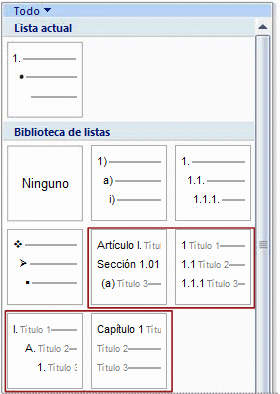 Todo
Lista actual
1.
Biblioteca de listas
Ninguno
1)
a)
i)
1.
1.1.
1.1.1.
Artículo I. Títu
Sección 1.01
(a) Título 3
1 Título 1
1.1 Título 2
1.1.1 Título 3
I. Título 1
A. Título 2
1. Título 3
Capítulo 1 Títu
Título 2
Título 3